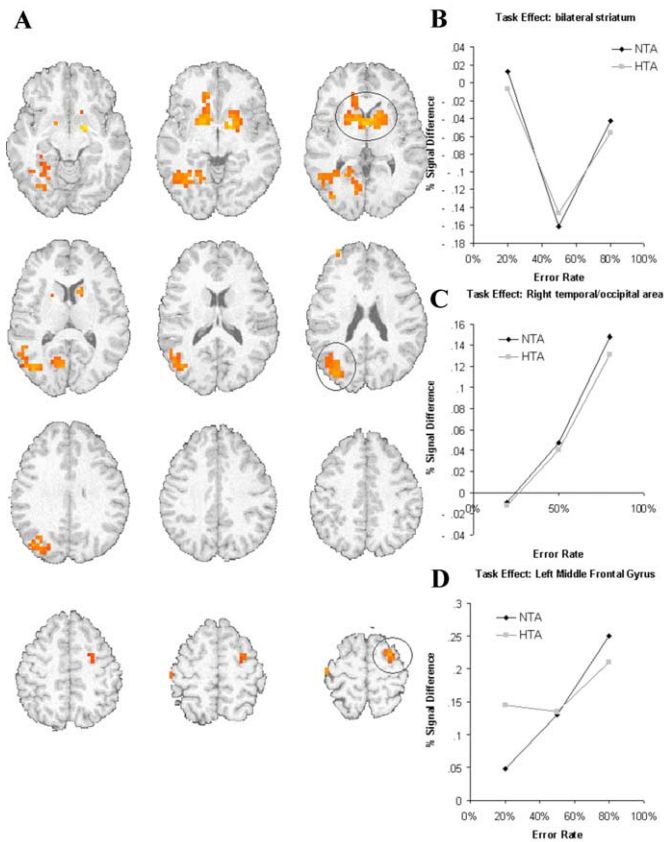 A
B
Task Effect: bilateral striatum
.04
.02
0
- .02
- .04
- .06
- .08
- .1
- .12
- .14
- .16
- .18
% Signal Difference
NTA
HTA
0% 20% 40% 60% 80% 100%
Error Rate
C
Task Effect: Right temporal/occipital area
.16
.14
.12
.1
.08
.06
.04
.02
0
- .02
- .04
% Signal Difference
NTA
HTA
0% 50% 100%
Error Rate
D
Task Effect: Left Middle Frontal Gyrus
.3
.25
.2
.15
.1
.05
0
% Signal Difference
NTA
HTA
0% 20% 40% 60% 80% 100%
Error Rate